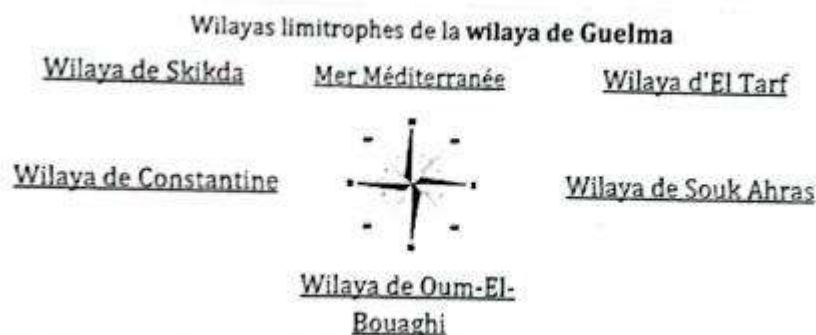 Wilayas limitrophes de la wilaya de Guelma
Wilaya de Skikda Mer Méditerranée Wilaya d'El Tarf
Wilaya de Constantine Wilaya de Souk Ahras
Wilaya de Oum-El-
Bouaghi